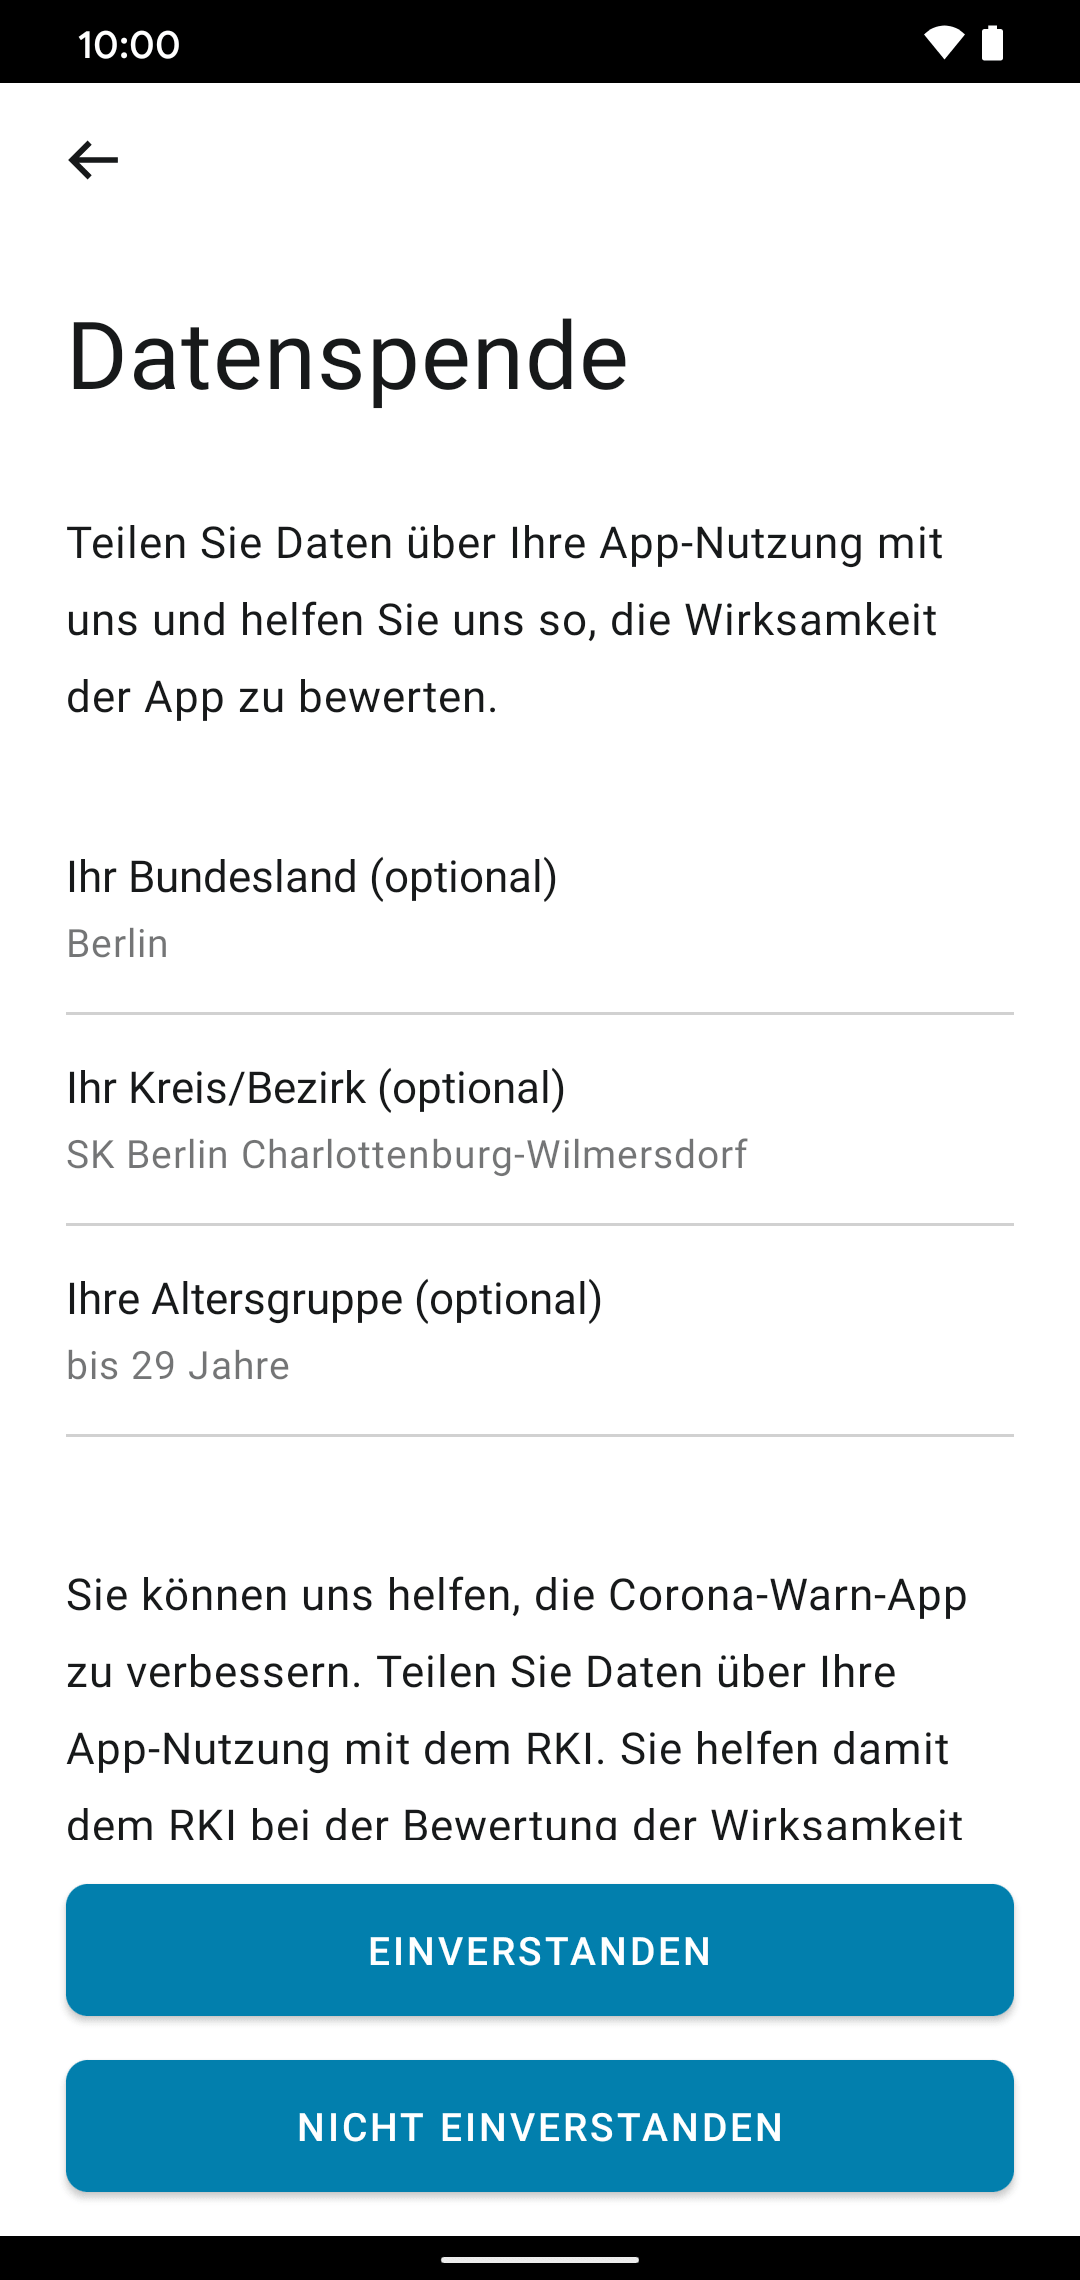 10:00
Datenspende
Teilen Sie Daten über Ihre App-Nutzung mit
uns und helfen Sie uns so, die Wirksamkeit
der App zu bewerten.
Ihr Bundesland (optional)
Berlin
Ihr Kreis/Bezirk (optional)
SK Berlin Charlottenburg-Wilmersdorf
Ihre Altersgruppe (optional)
bis 29 Jahre
Sie können uns helfen, die Corona-Warn-App
zu verbessern. Teilen Sie Daten über Ihre
App-Nutzung mit dem RKI. Sie helfen damit
dem RKI bei der Bewertung der Wirksamkeit
EINVERSTANDEN
NICHT EINVERSTANDEN